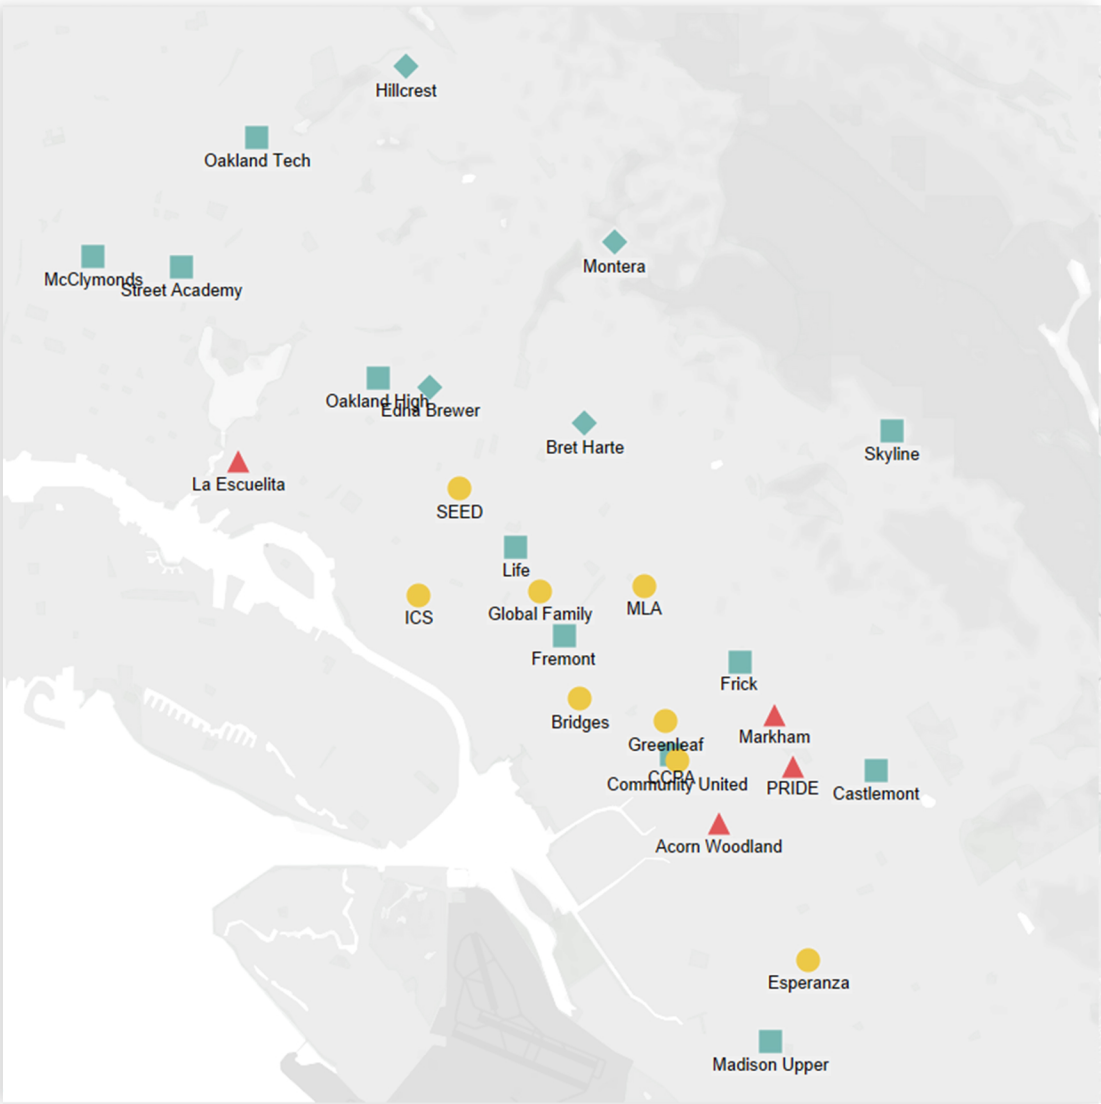 Hillcrest
Oakland Tech
McClymonds
Street Academy
Montera
Oakland High
Edna Brewer
Bret Harte
Skyline
La Escuelita
SEED
Life
ICS
Global Family
MLA
Fremont
Frick
Bridges
Greenleaf
Markham
CCPA
Community United
PRIDE
Castlemont
Acorn Woodland
Esperanza
Madison Upper